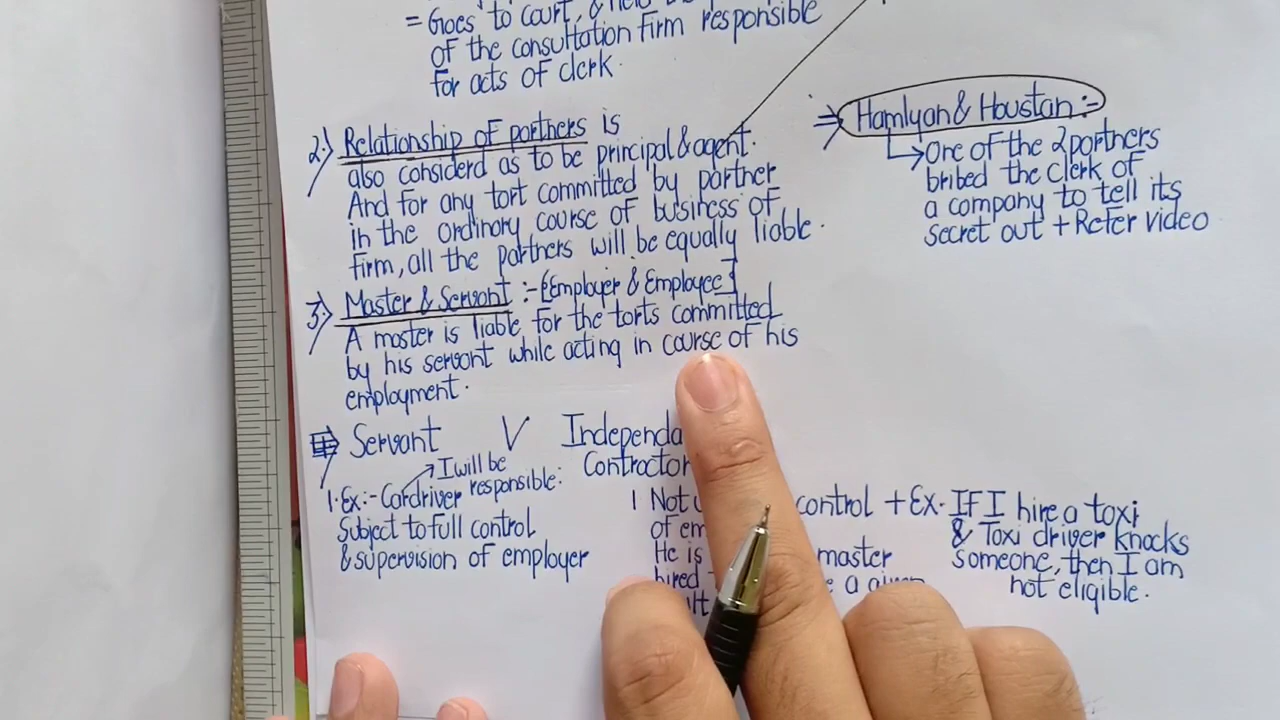 = Goes to court, & held
of the consultation firm responsible
for acts of clerk.
2.) Relationship of partners is
also considerd as to be principal & agent.
And for any tort committed by partner
in the ordinary course of business of
firm, all the partners will be equally liable.
3) Master & Servant :- [Employer & Employee]
A master is liable for the torts committed
by his servant while acting in course of his
employment.
Servant V Independa
Contractor
I will be
responsible:
1. Ex:- Cardriver
Subject to full control
& supervision of employer
1 Not control + Ex- IF I hire a taxi
of em & Taxi driver knocks
He is master someone, then I am
hired a given not eligible.
⇒ Hamlyan & Houstan :-
→ One of the 2 partners
bribed the clerk of
a company to tell its
secret out + Refer video